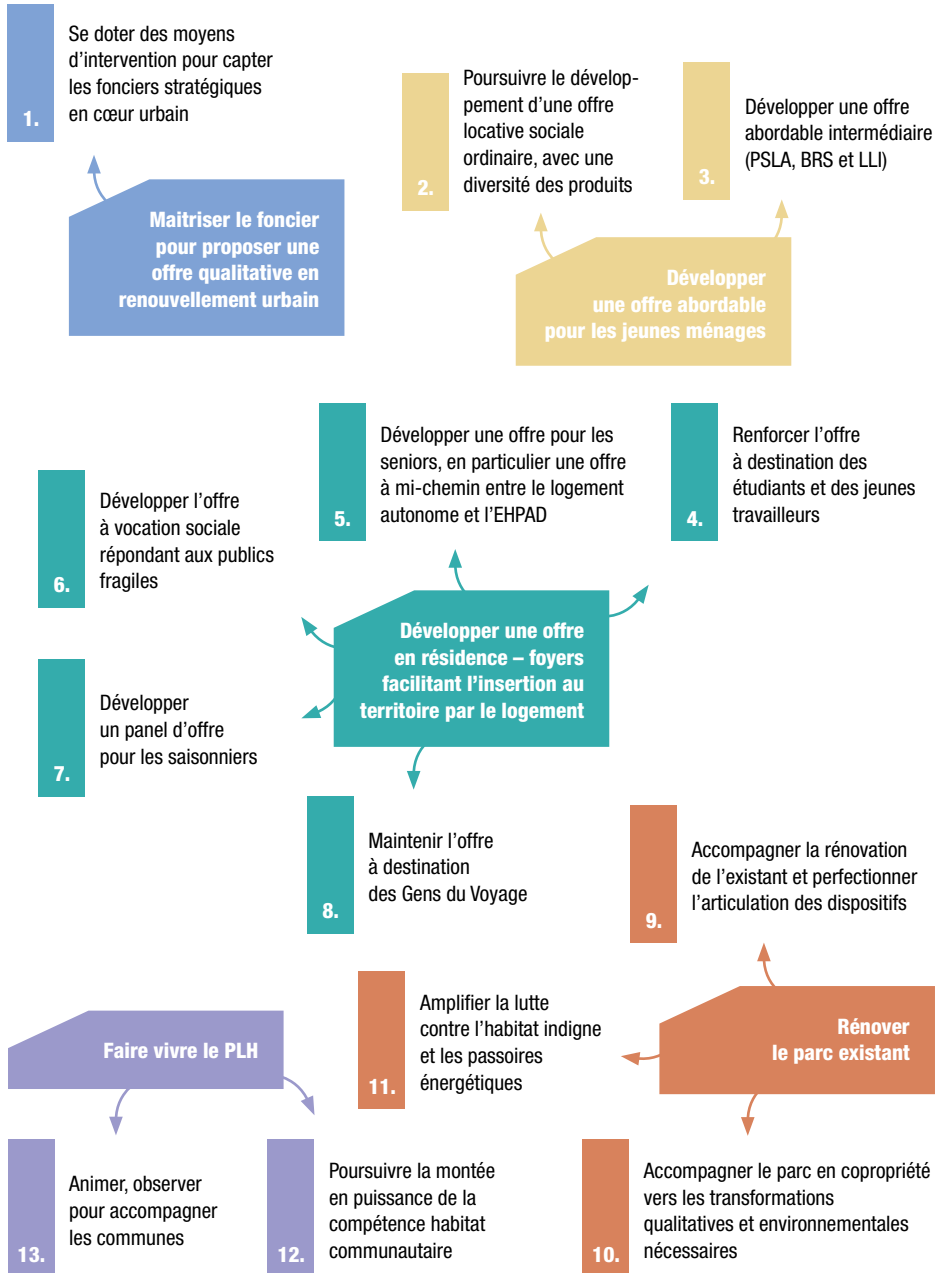 1.
Se doter des moyens
d’intervention pour capter
les fonciers stratégiques
en cœur urbain
Maitriser le foncier
pour proposer une
offre qualitative en
renouvellement urbain
2.
Poursuivre le dévelop-
pement d’une offre
locative sociale
ordinaire, avec une
diversité des produits
3.
Développer une offre
abordable intermédiaire
(PSLA, BRS et LLI)
Développer
une offre abordable
pour les jeunes ménages
4.
Renforcer l’offre
à destination des
étudiants et des jeunes
travailleurs
5.
Développer une offre pour les
seniors, en particulier une offre
à mi-chemin entre le logement
autonome et l’EHPAD
6.
Développer l’offre
à vocation sociale
répondant aux publics
fragiles
Développer une offre
en résidence – foyers
facilitant l’insertion au
territoire par le logement
7.
Développer
un panel d’offre
pour les saisonniers
8.
Maintenir l’offre
à destination
des Gens du Voyage
9.
Accompagner la rénovation
de l’existant et perfectionner
l’articulation des dispositifs
Rénover
le parc existant
11.
Amplifier la lutte
contre l’habitat indigne
et les passoires
énergétiques
10.
Accompagner le parc en copropriété
vers les transformations
qualitatives et environnementales
nécessaires
Faire vivre le PLH
12.
Poursuivre la montée
en puissance de la
compétence habitat
communautaire
13.
Animer, observer
pour accompagner
les communes